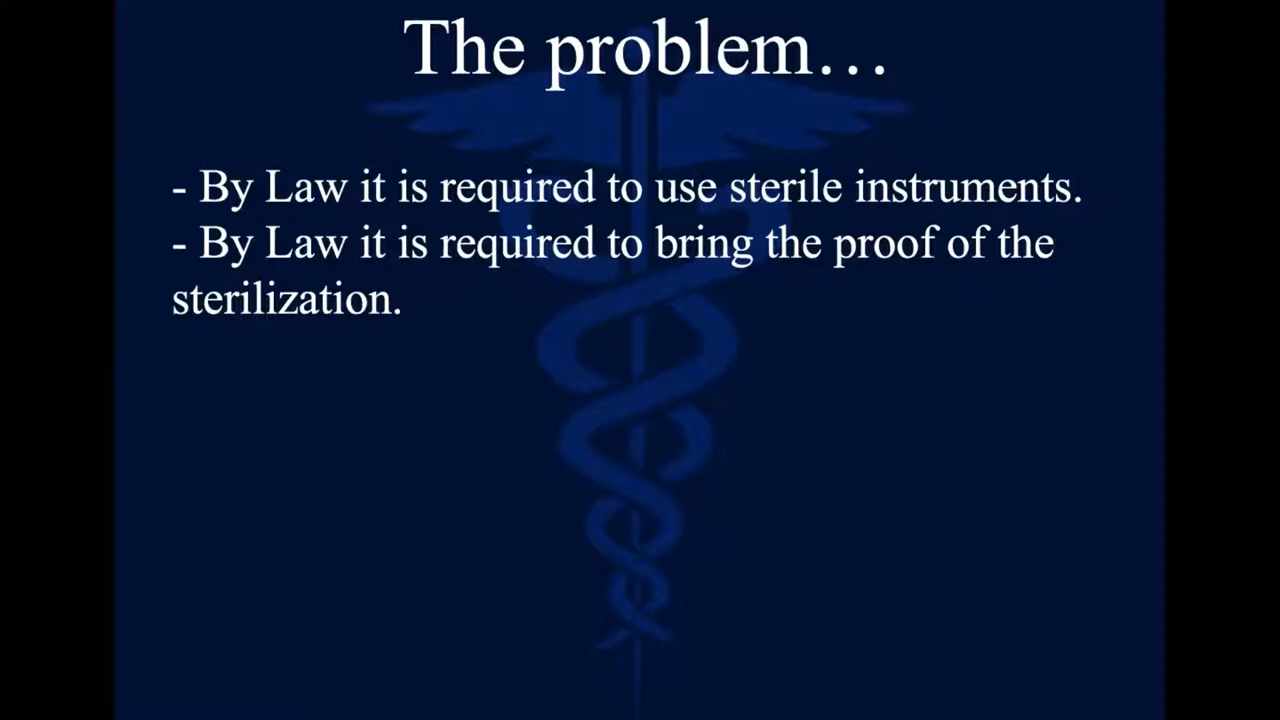 The problem…
- By Law it is required to use sterile instruments.
- By Law it is required to bring the proof of the
sterilization.